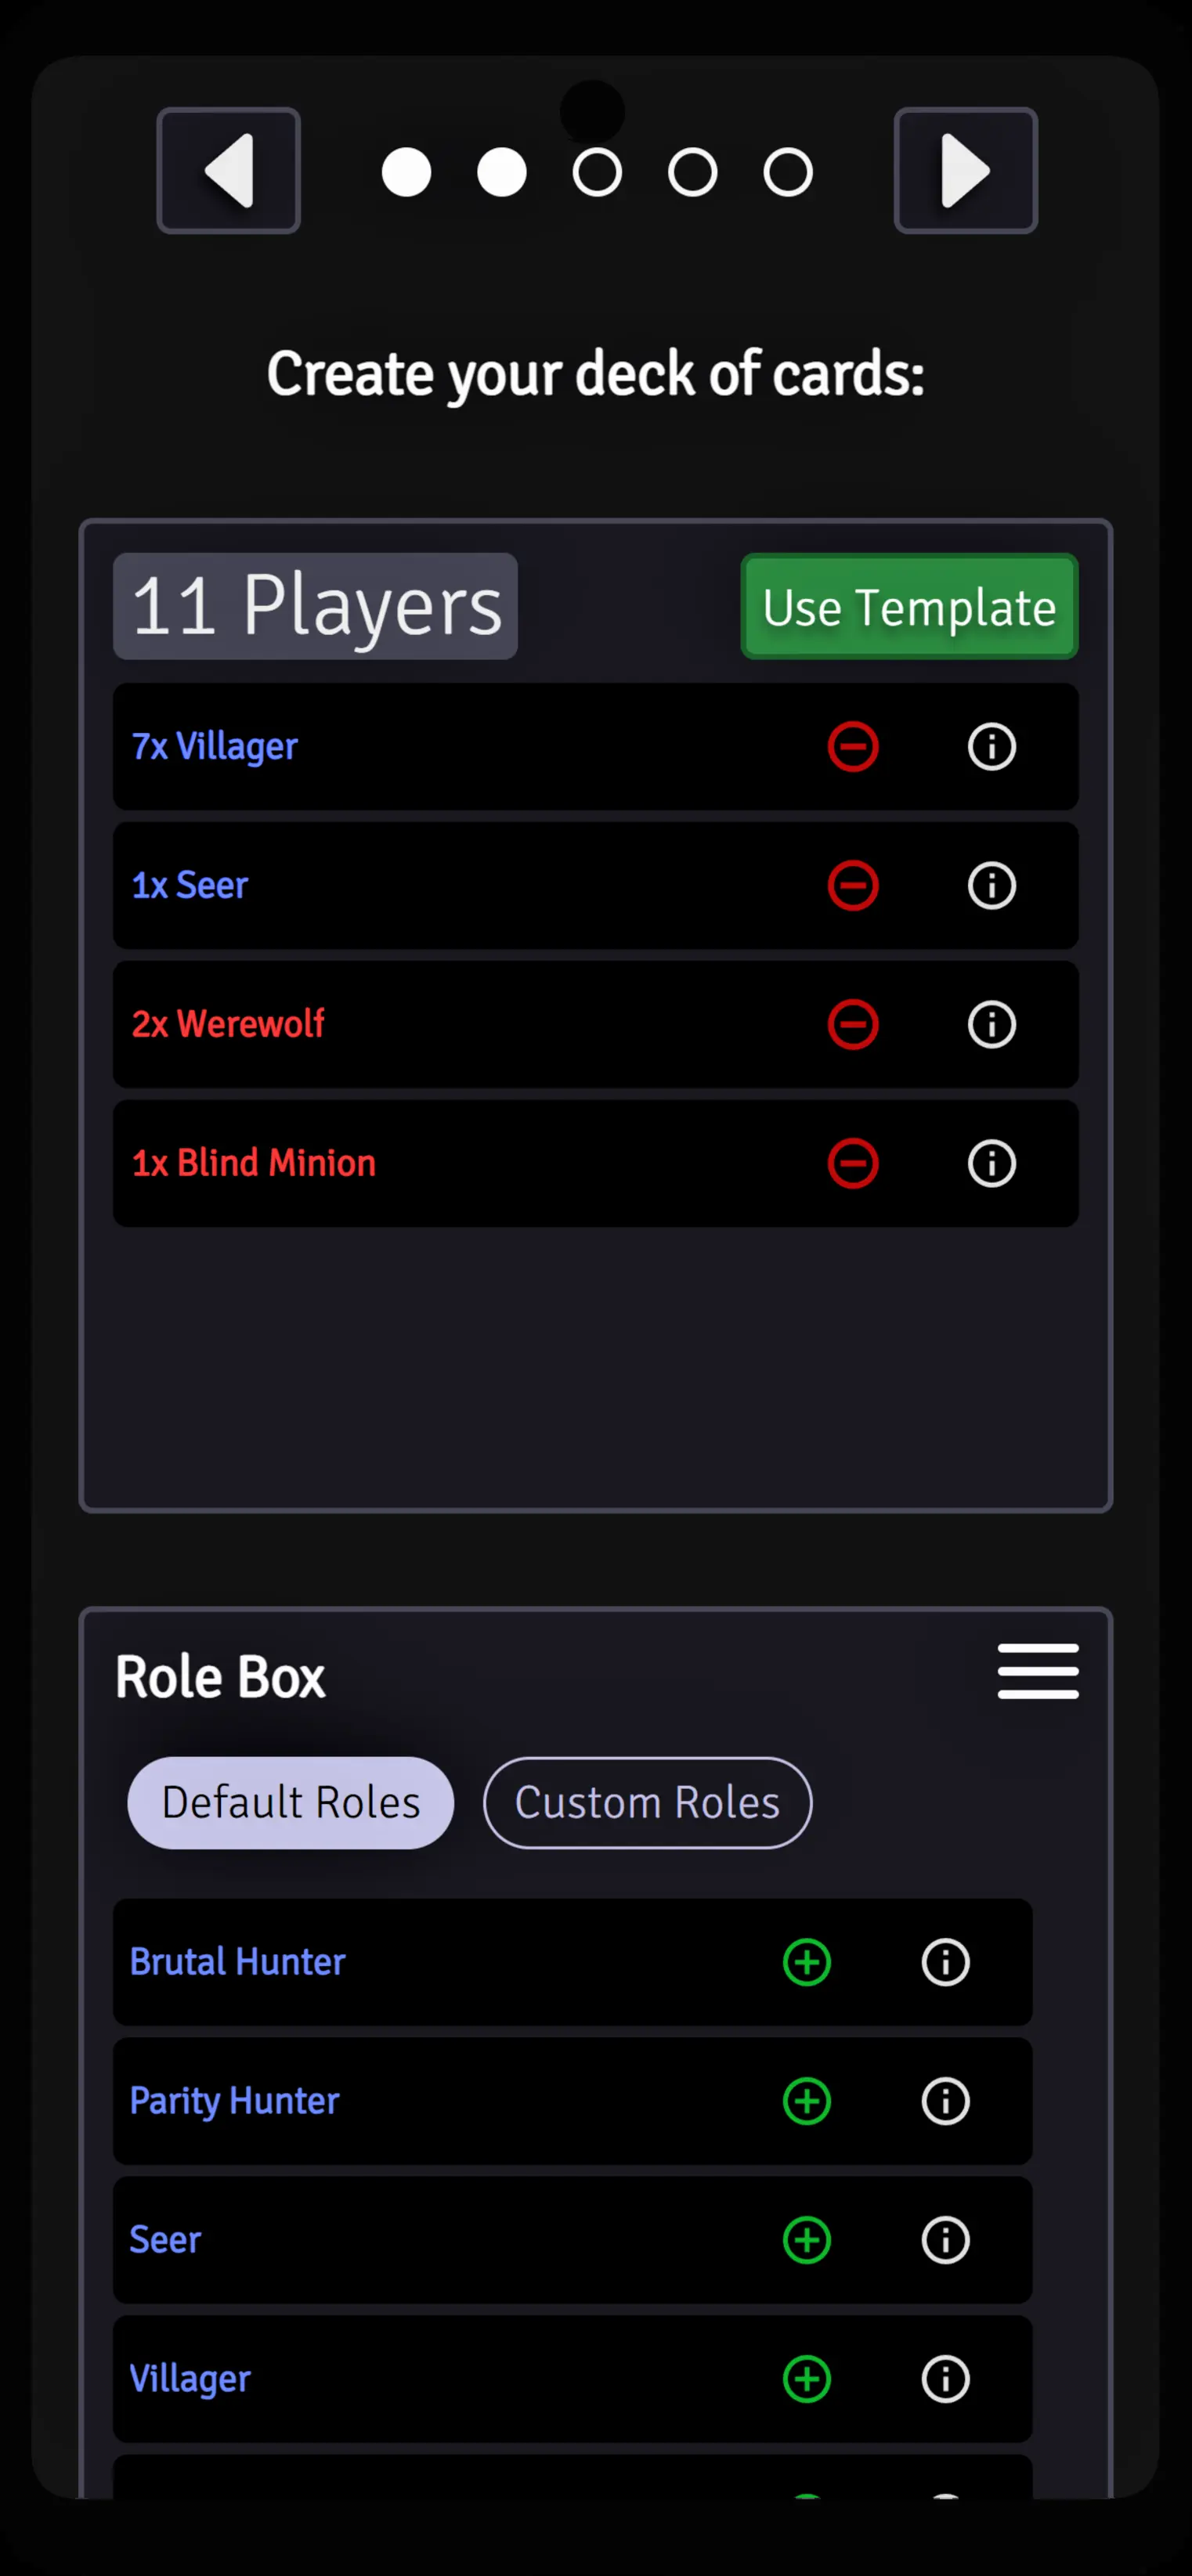 Create your deck of cards:
11 Players
Use Template
7x Villager
1x Seer
2x Werewolf
1x Blind Minion
Role Box
Default Roles
Custom Roles
Brutal Hunter
Parity Hunter
Seer
Villager